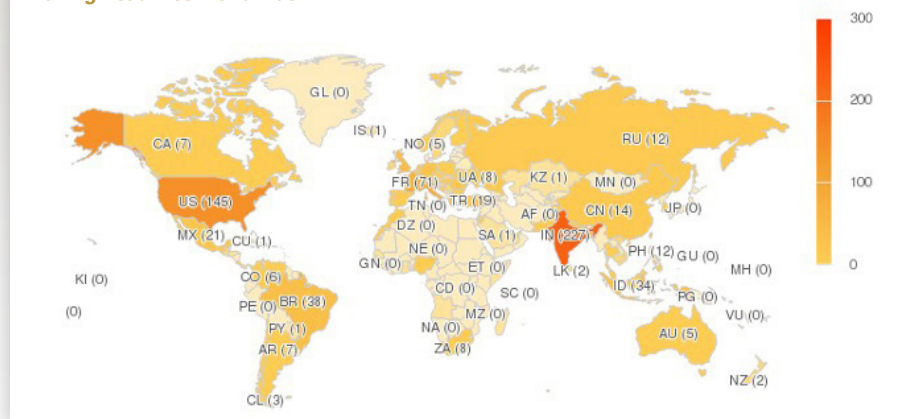 300
200
100
0
GL (0)
IS (1)
CA (7)
NO (5)
RU (12)
FR (71)
UA (8)
KZ (1)
MN (0)
US (145)
TN (0)
TR (19)
AF (0)
CN (14)
JP (0)
MX (21)
CU (1)
DZ (0)
NE (0)
SA (1)
IN (227)
PH (12)
GU (0)
GN (0)
ET (0)
LK (2)
MH (0)
KI (0)
CO (6)
CD (0)
SC (0)
ID (34)
PG (0)
(0)
PE (0)
BR (38)
MZ (0)
VU (0)
PY (1)
NA (0)
AU (5)
AR (7)
ZA (8)
NZ (2)
CL (3)